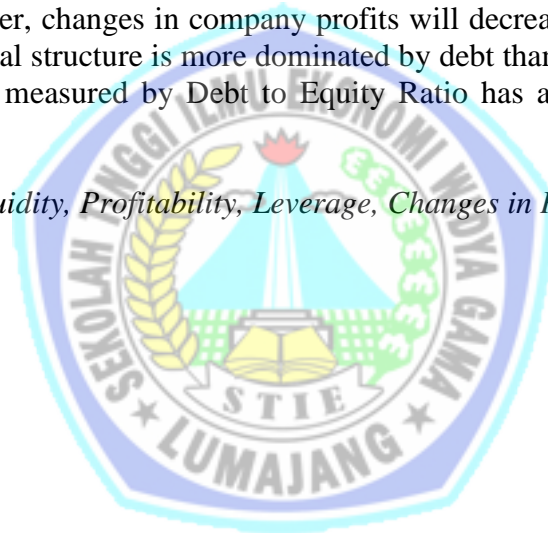 er, changes in company profits will decrea
al structure is more dominated by debt than
measured by Debt to Equity Ratio has a
uidity, Profitability, Leverage, Changes in
SEKOLAH TINGGI ILMU EKONOMI WIDYA GAMA
STIE
LUMAJANG